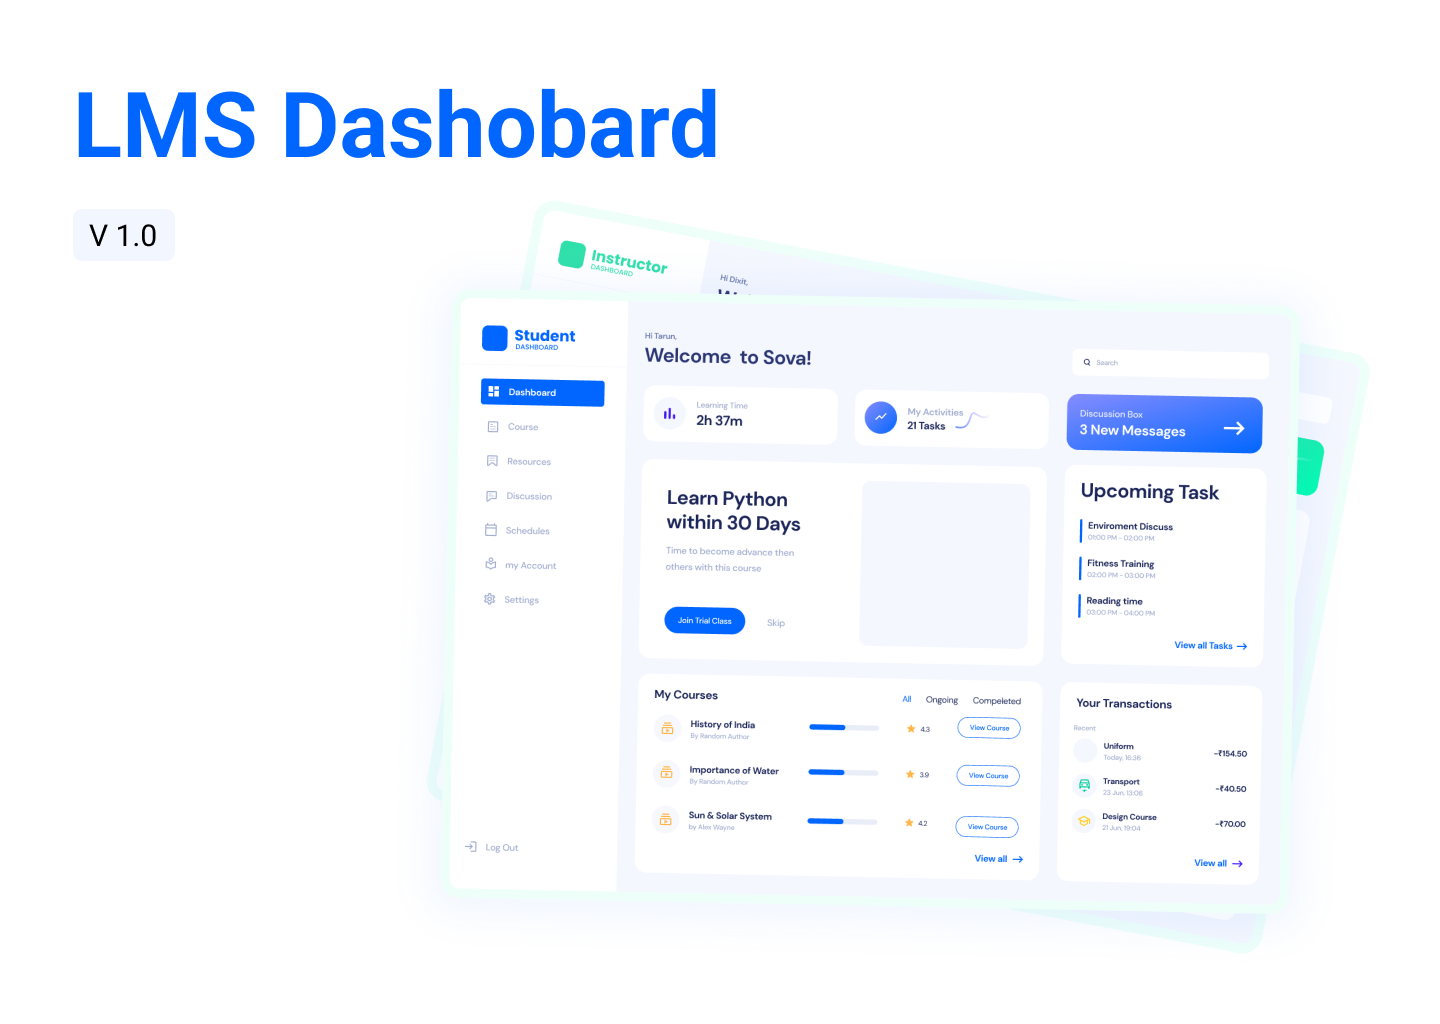 LMS Dashobard
V 1.0
Instructor
DASHBOARD
Hi Dixit,
Student
DASHBOARD
Dashboard
Course
Resources
Discussion
Schedules
my Account
Settings
Log Out
Hi Tarun,
Welcome to Sova!
Search
Learning Time
2h 37m
My Activities
21 Tasks
Discussion Box
3 New Messages
Learn Python
within 30 Days
Time to become advance then
others with this course
Join Trial Class
Skip
Upcoming Task
Enviroment Discuss
01:00 PM - 02:00 PM
Fitness Training
02:00 PM - 03:00 PM
Reading time
03:00 PM - 04:00 PM
View all Tasks
My Courses
All Ongoing Compeleted
History of India
By Random Author
4.3
View Course
Importance of Water
By Random Author
3.9
View Course
Sun & Solar System
by Alex Wayne
4.2
View Course
View all
Your Transactions
Recent
Uniform
Today, 16:36
-₹154.50
Transport
23 Jun, 13:06
-₹40.50
Design Course
21 Jun, 19:04
-₹70.00
View all